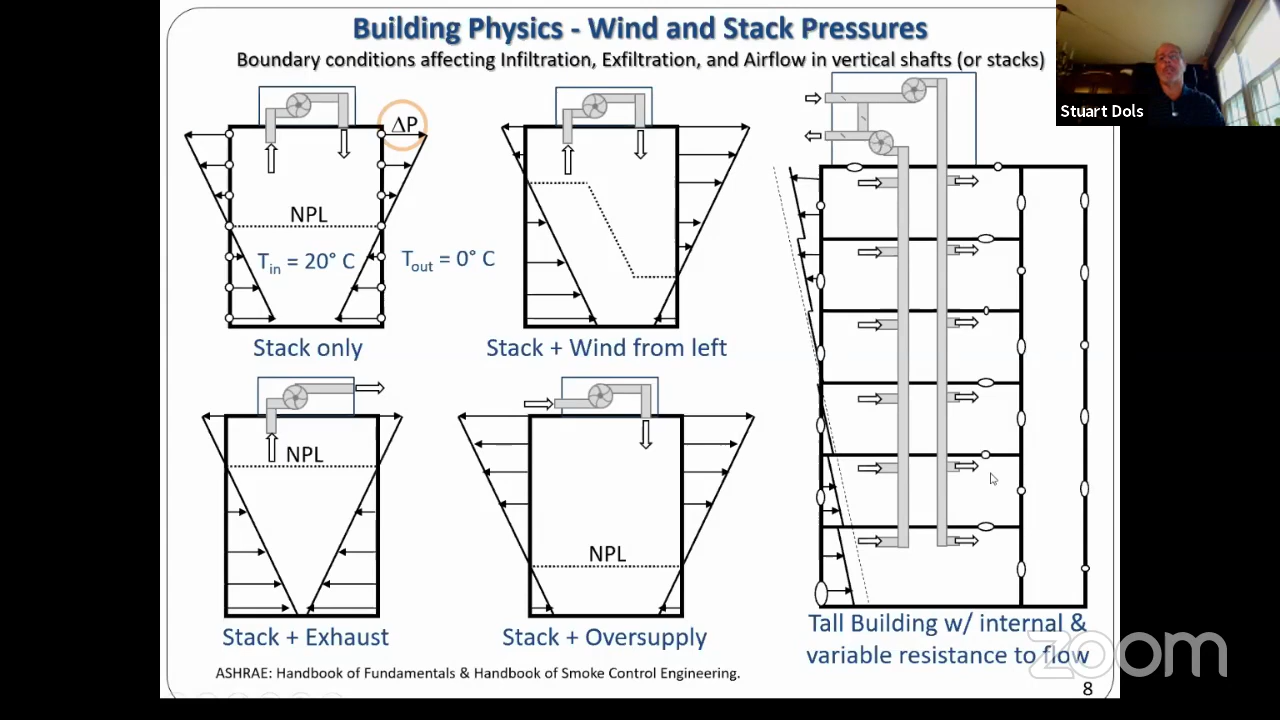 Building Physics - Wind and Stack Pressures
Boundary conditions affecting Infiltration, Exfiltration, and Airflow in vertical shafts (or stacks)
Stuart Dols
ΔP
NPL
Tin = 20° C
Tout = 0° C
Stack only
Stack + Wind from left
NPL
Stack + Exhaust
NPL
Stack + Oversupply
Tall Building w/ internal &
variable resistance to flow
ASHRAE: Handbook of Fundamentals & Handbook of Smoke Control Engineering.
zoom
8